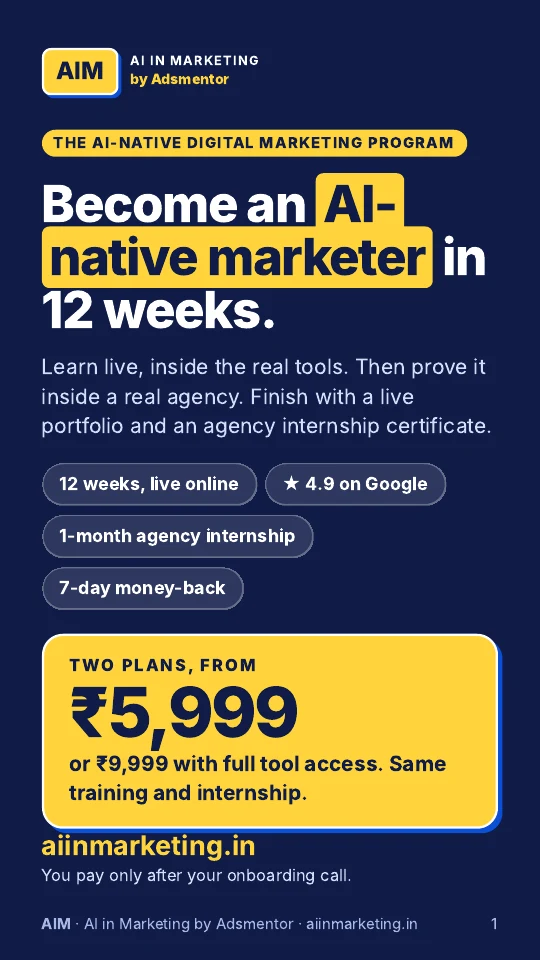 AIM
AI IN MARKETING
by Adsmentor
THE AI-NATIVE DIGITAL MARKETING PROGRAM
Become an AI-
native marketer in
12 weeks.
Learn live, inside the real tools. Then prove it
inside a real agency. Finish with a live
portfolio and an agency internship certificate.
12 weeks, live online
★ 4.9 on Google
1-month agency internship
7-day money-back
TWO PLANS, FROM
₹5,999
or ₹9,999 with full tool access. Same
training and internship.
aiinmarketing.in
You pay only after your onboarding call.
AIM · AI in Marketing by Adsmentor · aiinmarketing.in 1